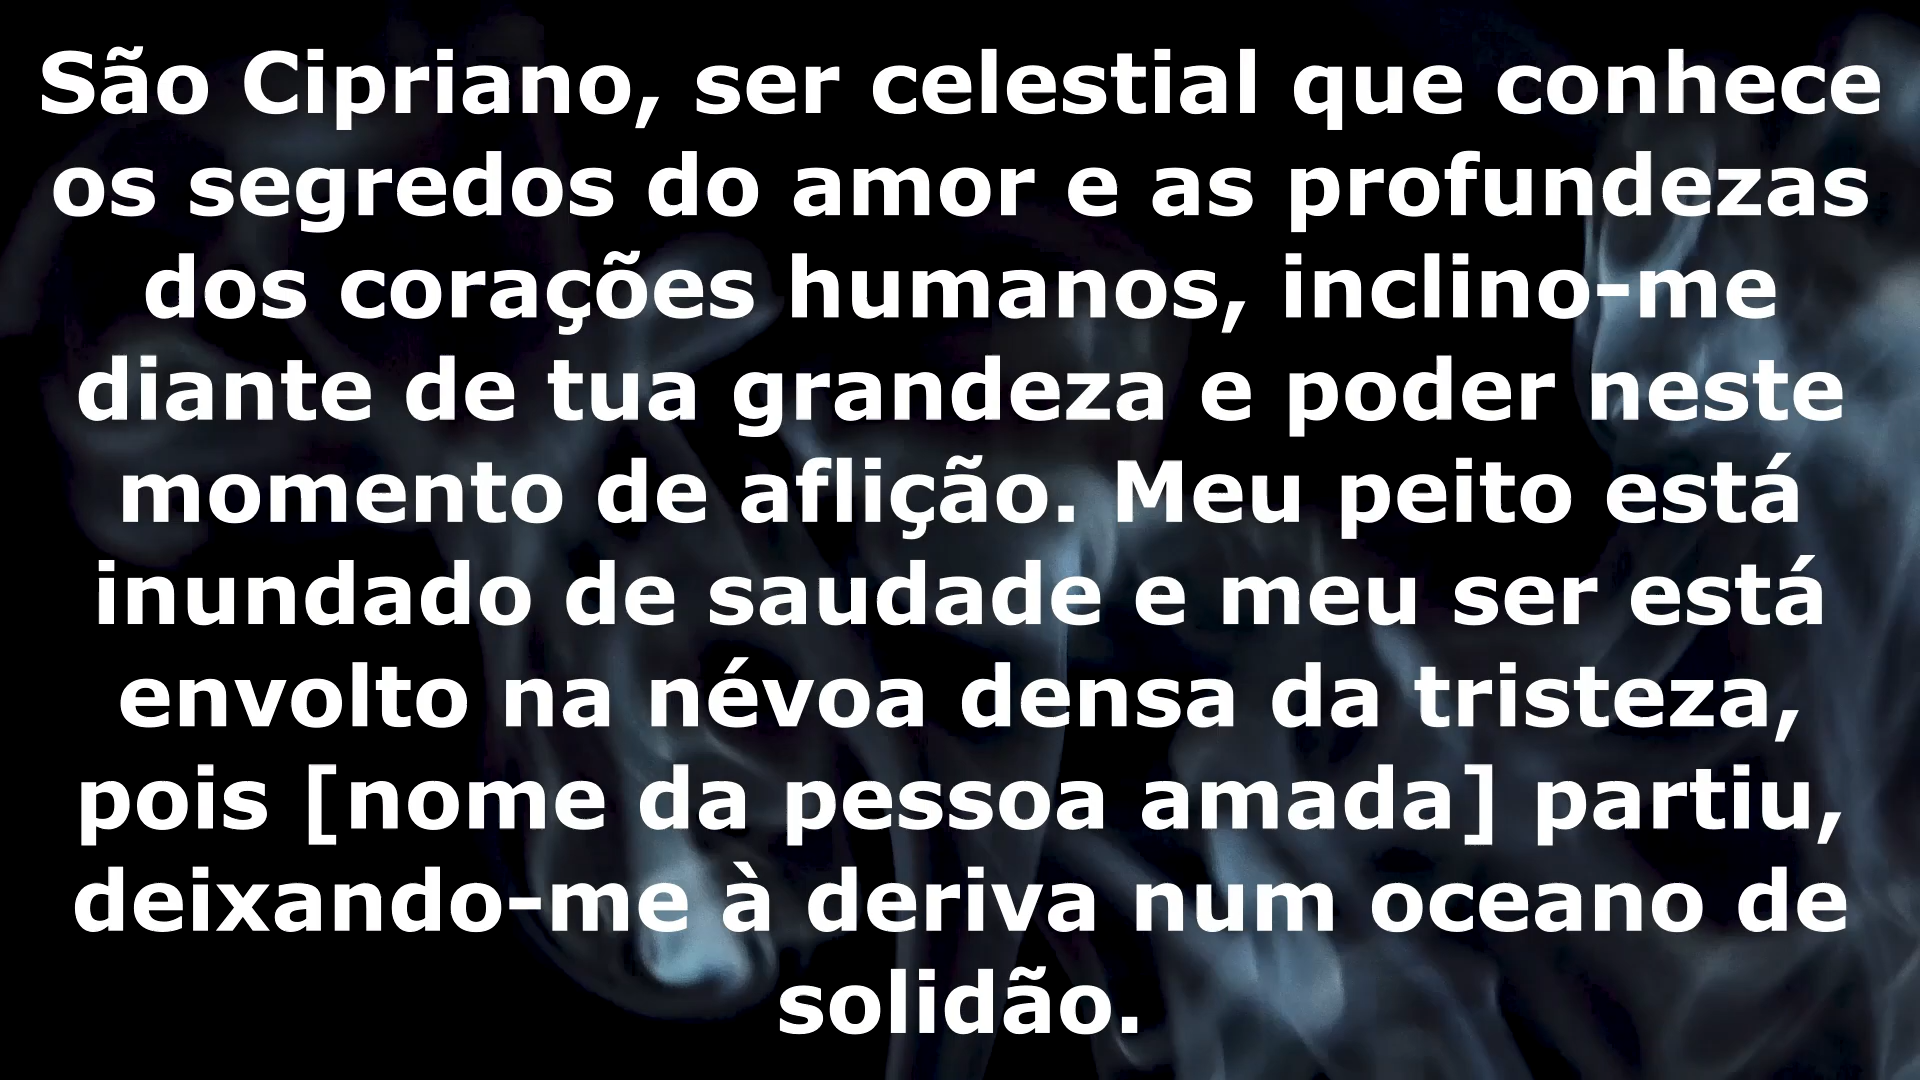 São Cipriano, ser celestial que conhece
os segredos do amor e as profundezas
dos corações humanos, inclino-me
diante de tua grandeza e poder neste
momento de aflição. Meu peito está
inundado de saudade e meu ser está
envolto na névoa densa da tristeza,
pois [nome da pessoa amada] partiu,
deixando-me à deriva num oceano de
solidão.